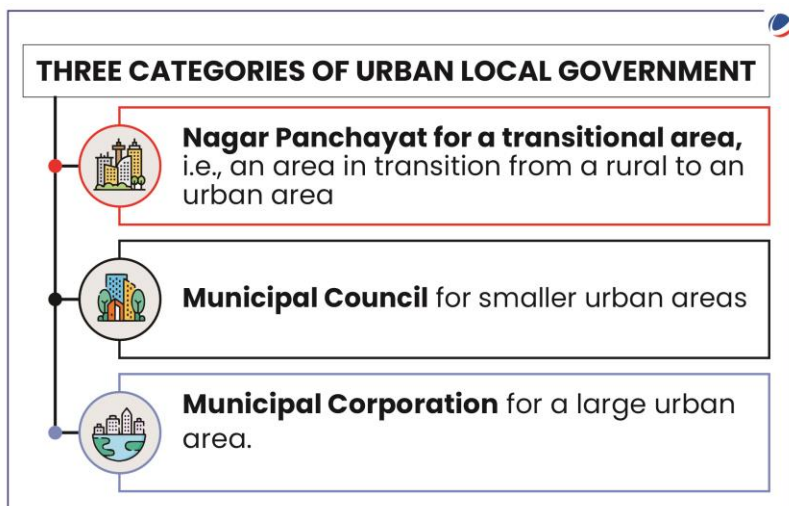 THREE CATEGORIES OF URBAN LOCAL GOVERNMENT
Nagar Panchayat for a transitional area,
i.e., an area in transition from a rural to an
urban area
Municipal Council for smaller urban areas
Municipal Corporation for a large urban
area.